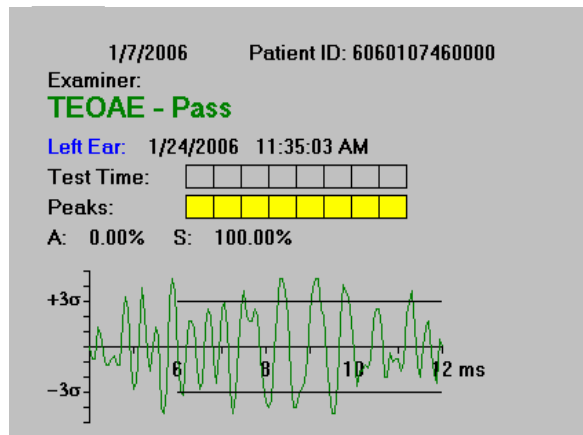 1/7/2006 Patient ID: 6060107460000
Examiner:
TEOAE - Pass
Left Ear: 1/24/2006 11:35:03 AM
Test Time:
Peaks:
A: 0.00% S: 100.00%
+3σ
6 8 10 12 ms
−3σ